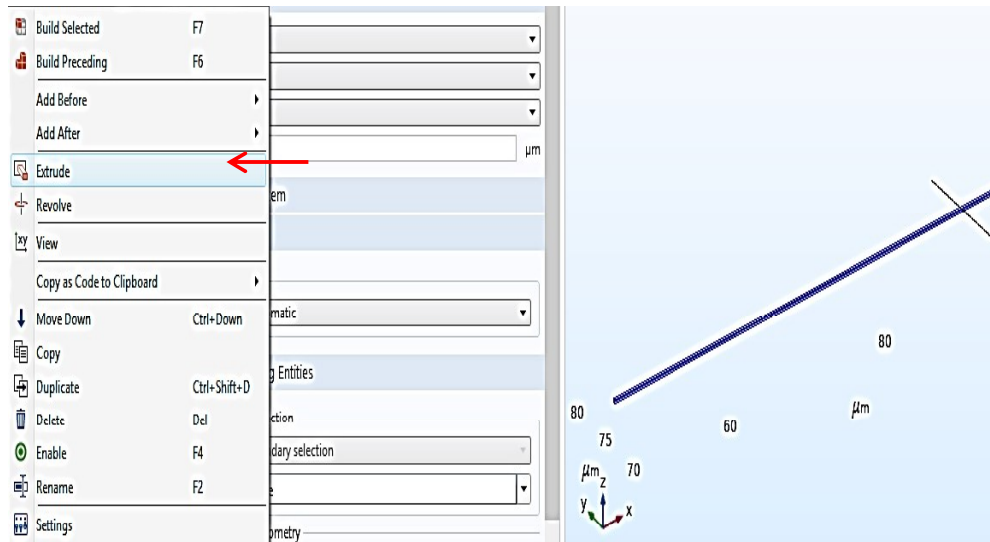 Build Selected F7
Build Preceding F6
Add Before
Add After
µm
Extrude
em
Revolve
xy View
Copy as Code to Clipboard
Move Down Ctrl+Down
matic
Copy
g Entities
Duplicate Ctrl+Shift+D
Delete Del
ction
Enable F4
dary selection
Rename F2
e
Settings
ometry
80
µm
80
60
75
µm
70
z
y
x